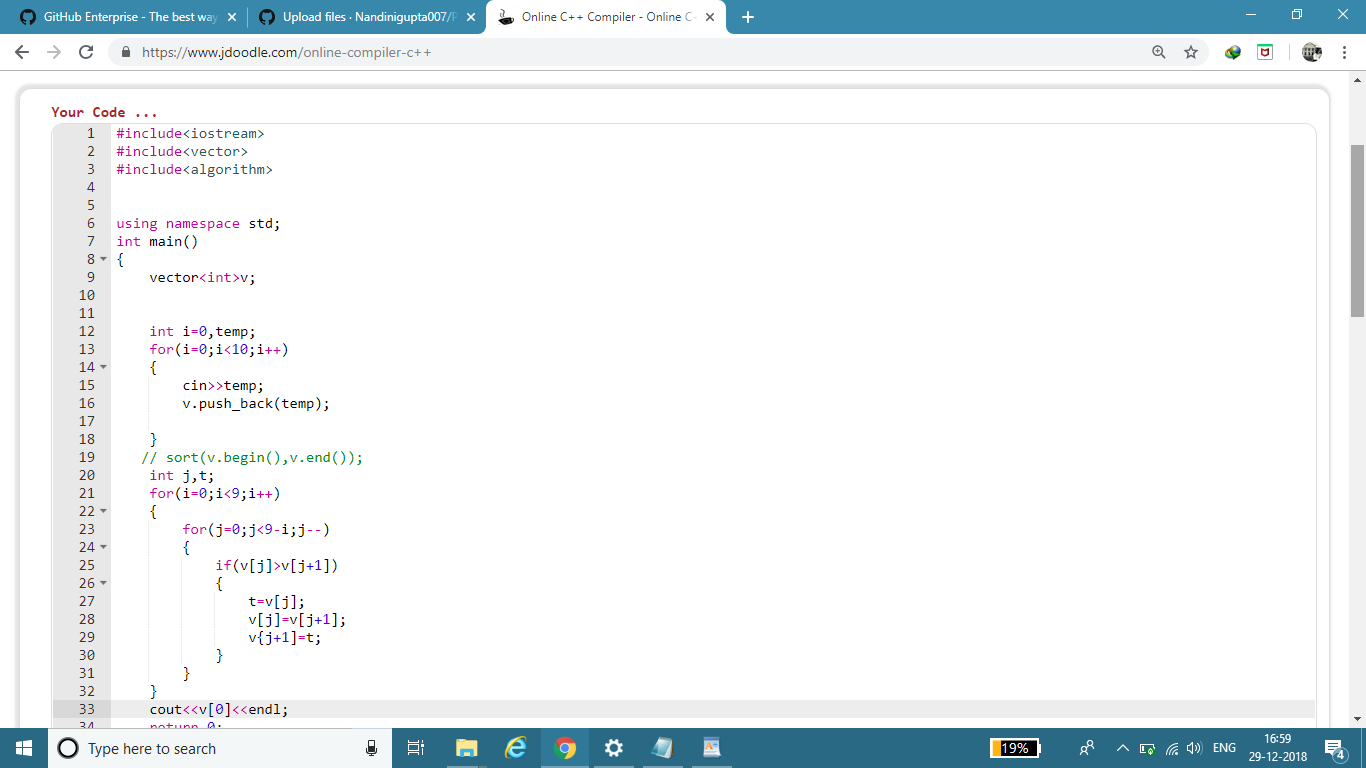 GitHub Enterprise - The best way
Upload files · Nandinigupta007/P
Online C++ Compiler - Online C
https://www.jdoodle.com/online-compiler-c++
Your Code ...
1 #include<iostream>
2 #include<vector>
3 #include<algorithm>
4
5
6 using namespace std;
7 int main()
8 {
9 vector<int>v;
10
11
12 int i=0,temp;
13 for(i=0;i<10;i++)
14 {
15 cin>>temp;
16 v.push_back(temp);
17
18 }
19 // sort(v.begin(),v.end());
20 int j,t;
21 for(i=0;i<9;i++)
22 {
23 for(j=0;j<9-i;j--)
24 {
25 if(v[j]>v[j+1])
26 {
27 t=v[j];
28 v[j]=v[j+1];
29 v{j+1]=t;
30 }
31 }
32 }
33 cout<<v[0]<<endl;
34 return 0;
Type here to search
19%
ENG
16:59
29-12-2018
4